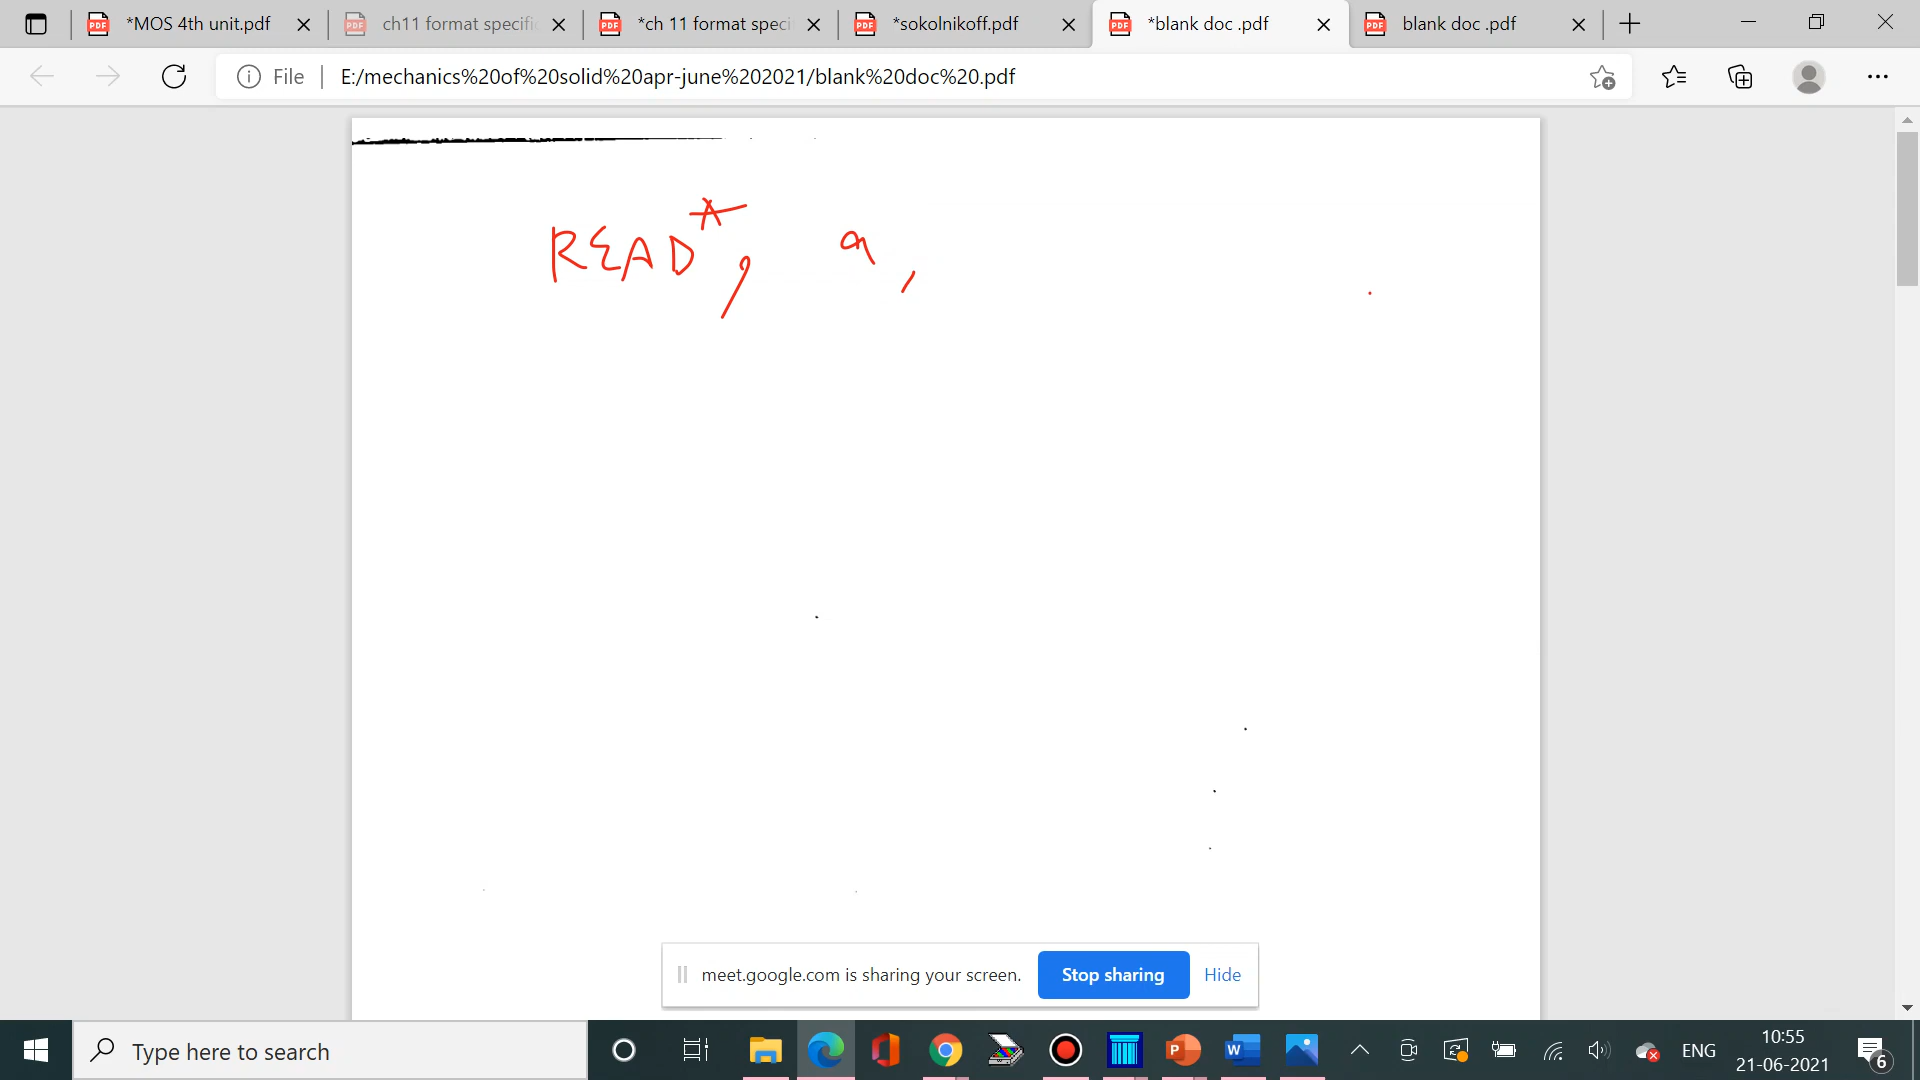 *MOS 4th unit.pdf
ch11 format specific
*ch 11 format speci
*sokolnikoff.pdf
*blank doc .pdf
blank doc .pdf
File
E:/mechanics%20of%20solid%20apr-june%202021/blank%20doc%20.pdf
READ*, a,
meet.google.com is sharing your screen.
Stop sharing
Hide
Type here to search
ENG
10:55
21-06-2021
6